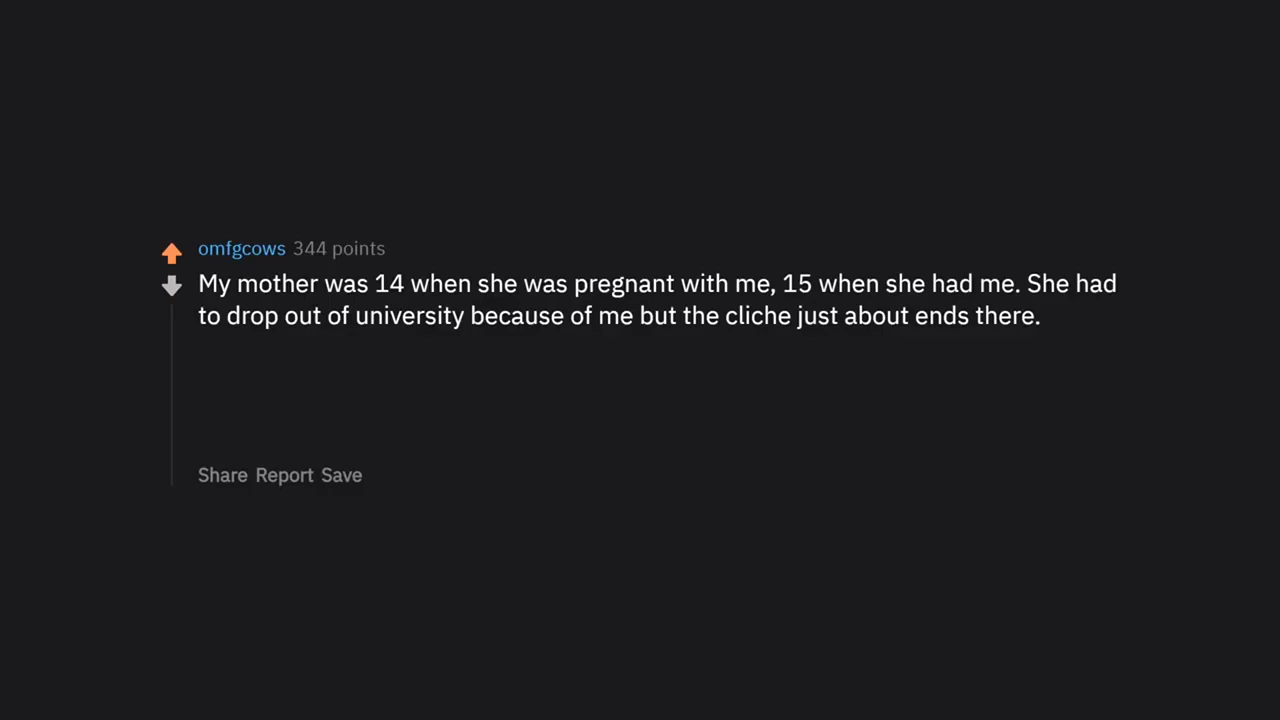 omfgcows 344 points
My mother was 14 when she was pregnant with me, 15 when she had me. She had
to drop out of university because of me but the cliche just about ends there.
Share Report Save